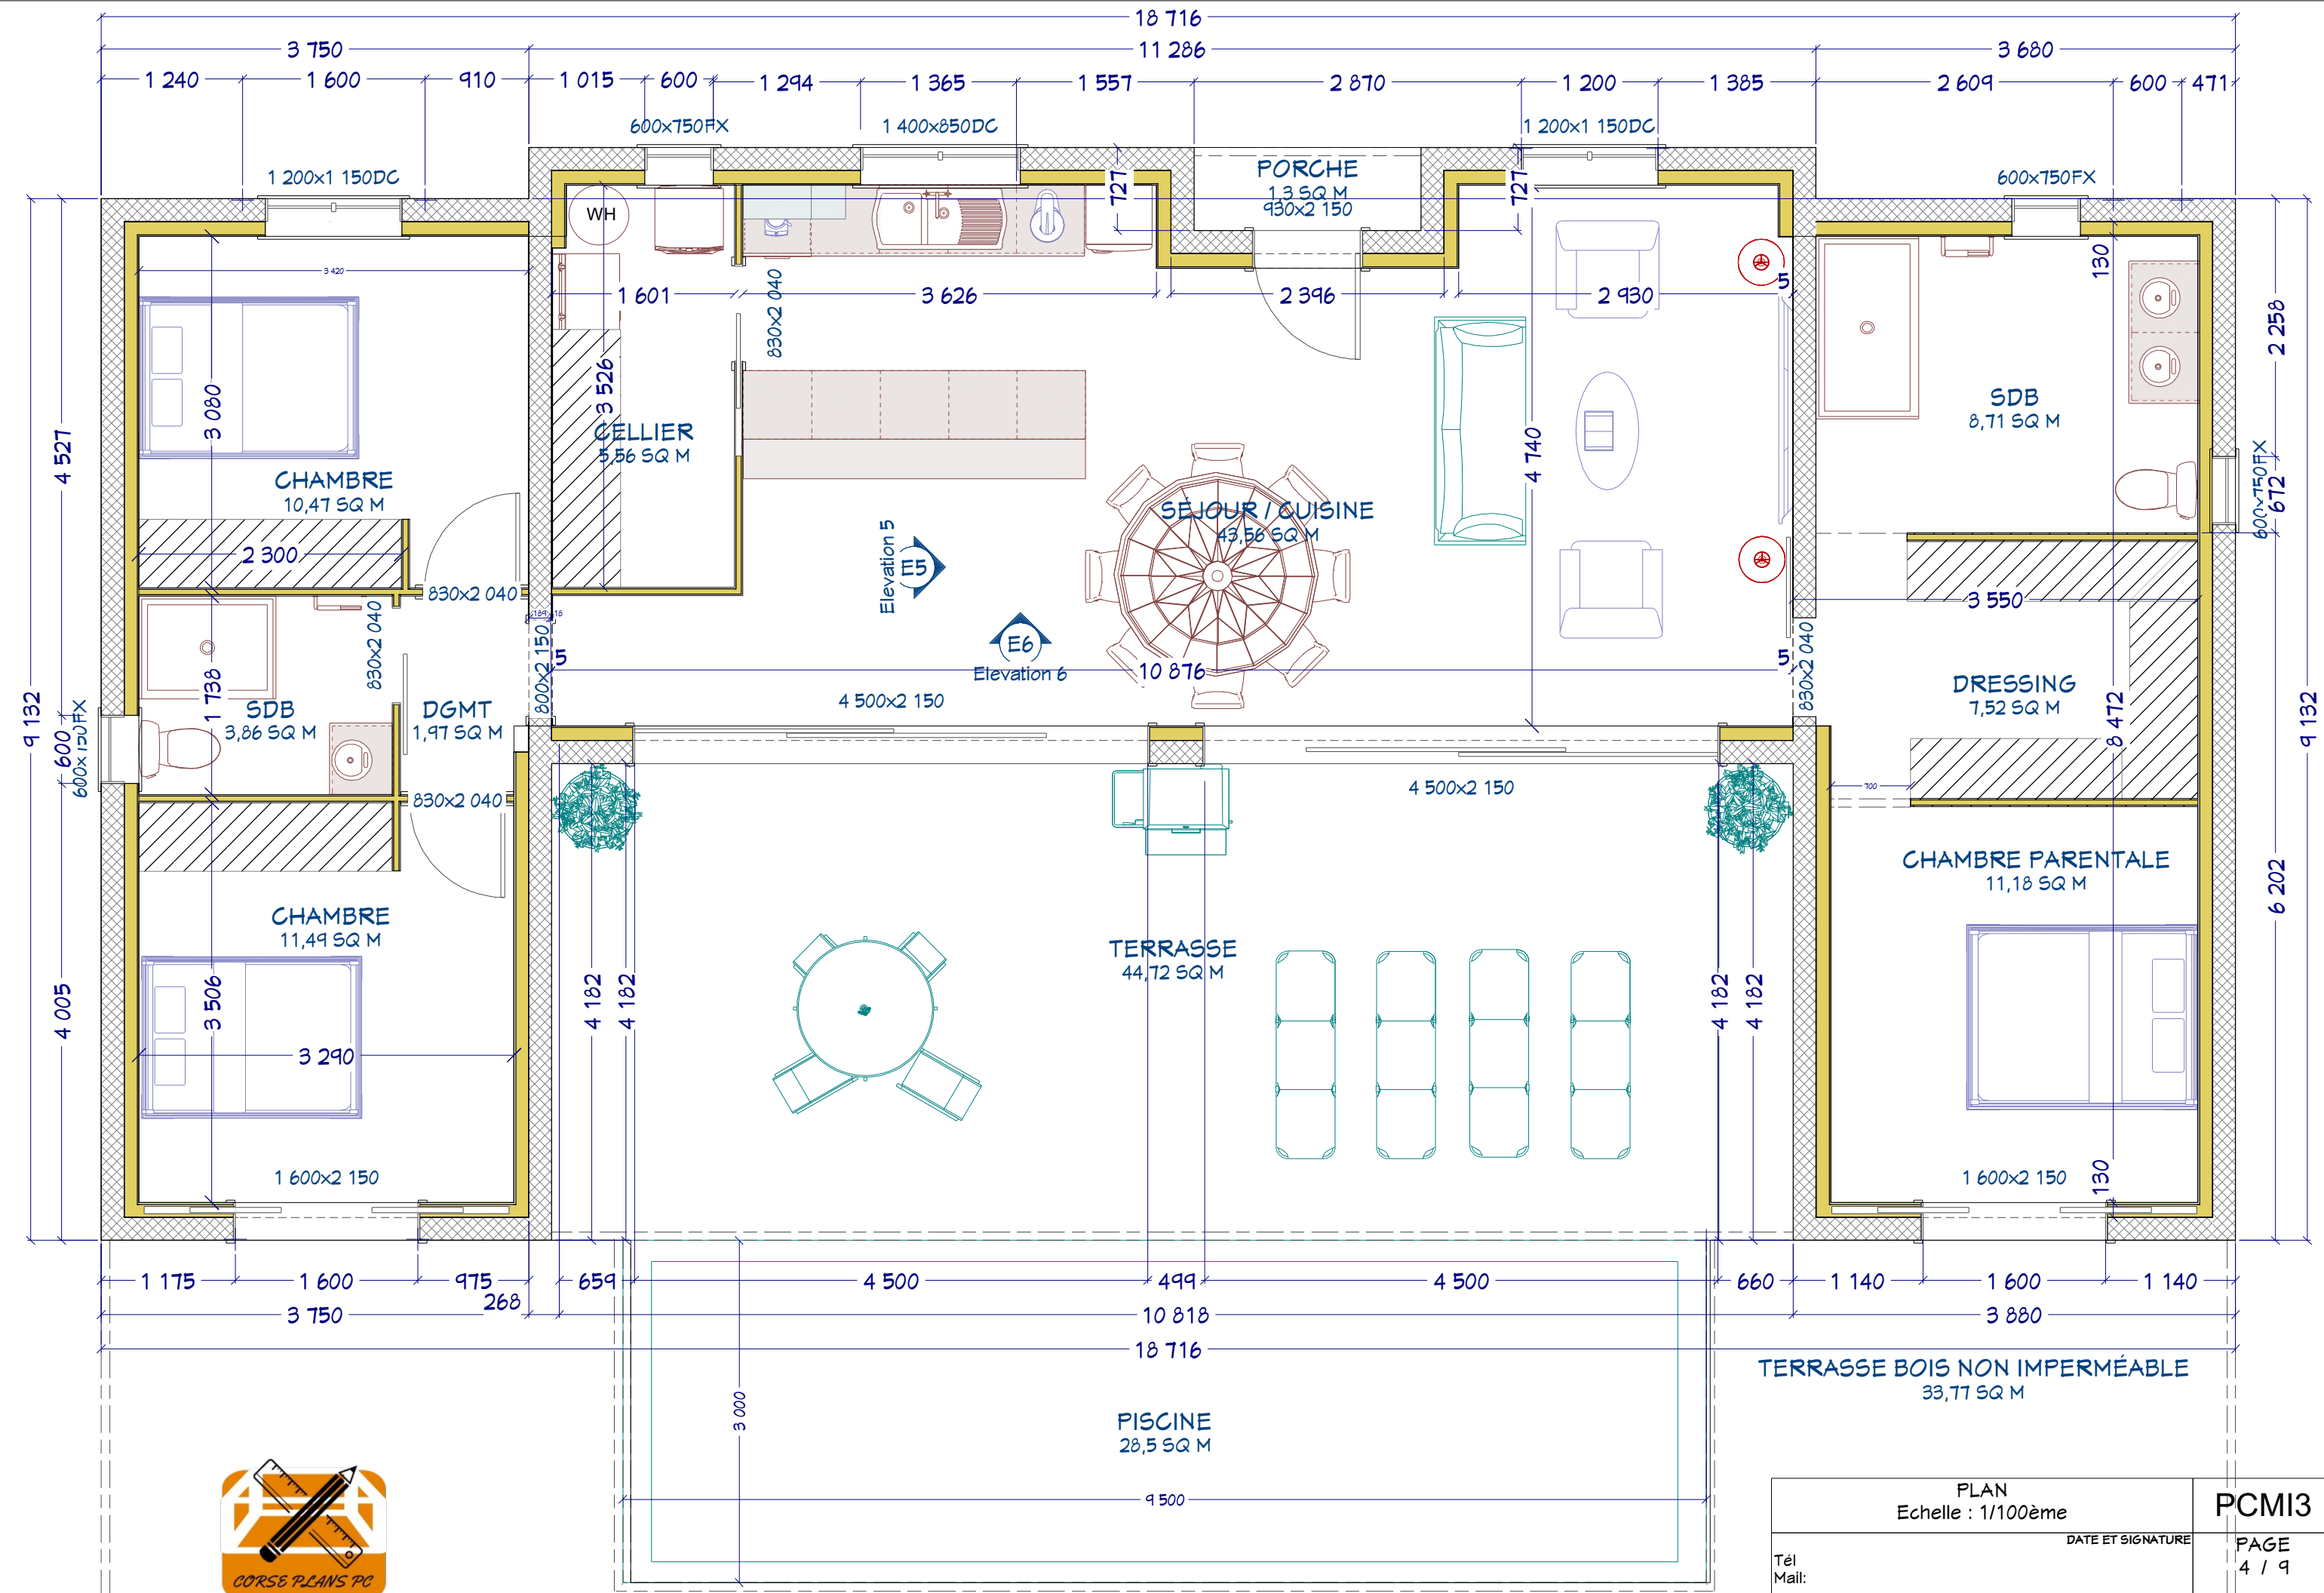 18 716
3 750
11 286
3 680
1 240
1 600
910
1 015
600
1 294
1 365
1 557
2 870
1 200
1 385
2 609
600
471
600x750FX
1 400x850DC
1 200x1 150DC
1 200x1 150DC
600x750FX
PORCHE
1,3 SQ M
930x2 150
727
727
WH
3 420
1 601
830x2 040
3 626
2 396
2 930
5
130
2 258
3 080
3 526
4 527
CELLIER
5,56 SQ M
SDB
8,71 SQ M
4 740
CHAMBRE
10,47 SQ M
600x750FX
672
SÉJOUR / CUISINE
43,56 SQ M
2 300
Elevation 5
E5
830x2 040
3 550
830x2 040
184
18
E6
Elevation 6
800x2 150
5
10 876
5
830x2 040
1 738
SDB
3,86 SQ M
DGMT
1,97 SQ M
4 500x2 150
DRESSING
7,52 SQ M
8 472
9 132
600
9 132
4 500x2 150
700
830x2 040
CHAMBRE PARENTALE
11,18 SQ M
6 202
CHAMBRE
11,49 SQ M
TERRASSE
44,72 SQ M
4 005
3 506
4 182
4 182
4 182
4 182
3 290
1 600x2 150
1 600x2 150
130
1 175
1 600
975
659
4 500
499
4 500
660
1 140
1 600
1 140
268
3 750
10 818
3 880
18 716
TERRASSE BOIS NON IMPERMÉABLE
33,77 SQ M
3 000
PISCINE
28,5 SQ M
9 500
CORSE PLANS PC
PLAN
Echelle : 1/100ème
PCMI3
DATE ET SIGNATURE
PAGE
4 / 9
Tél
Mail: